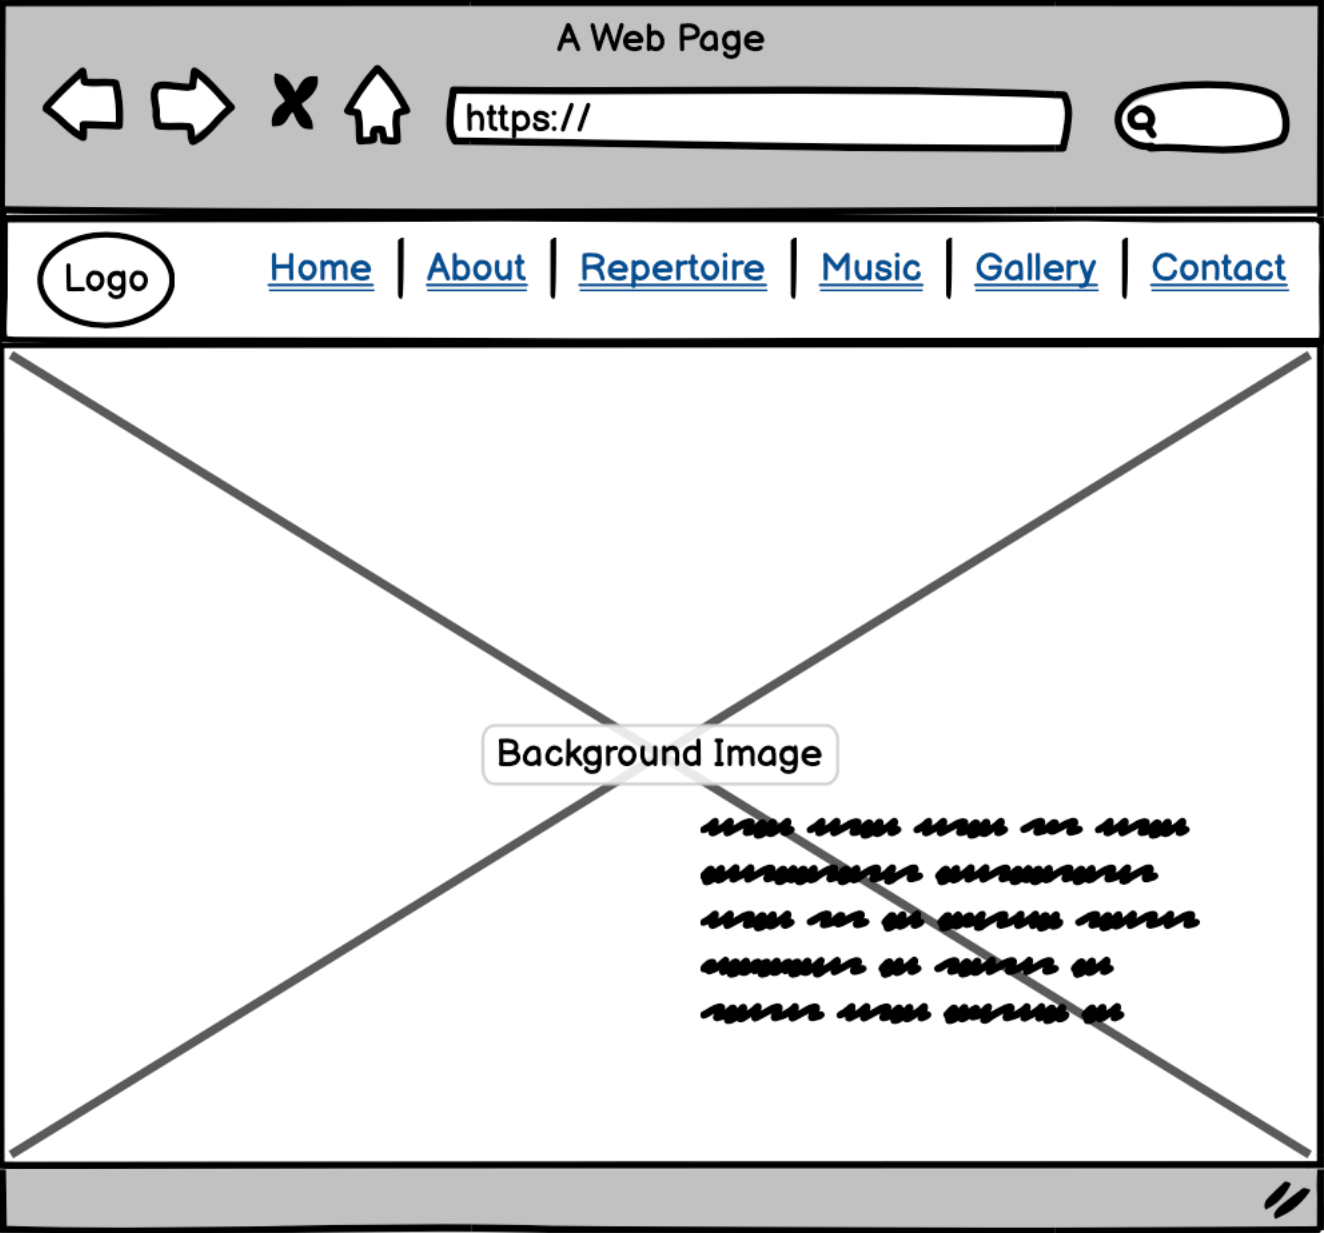 A Web Page
https://
Logo
Home | About | Repertoire | Music | Gallery | Contact
Background Image